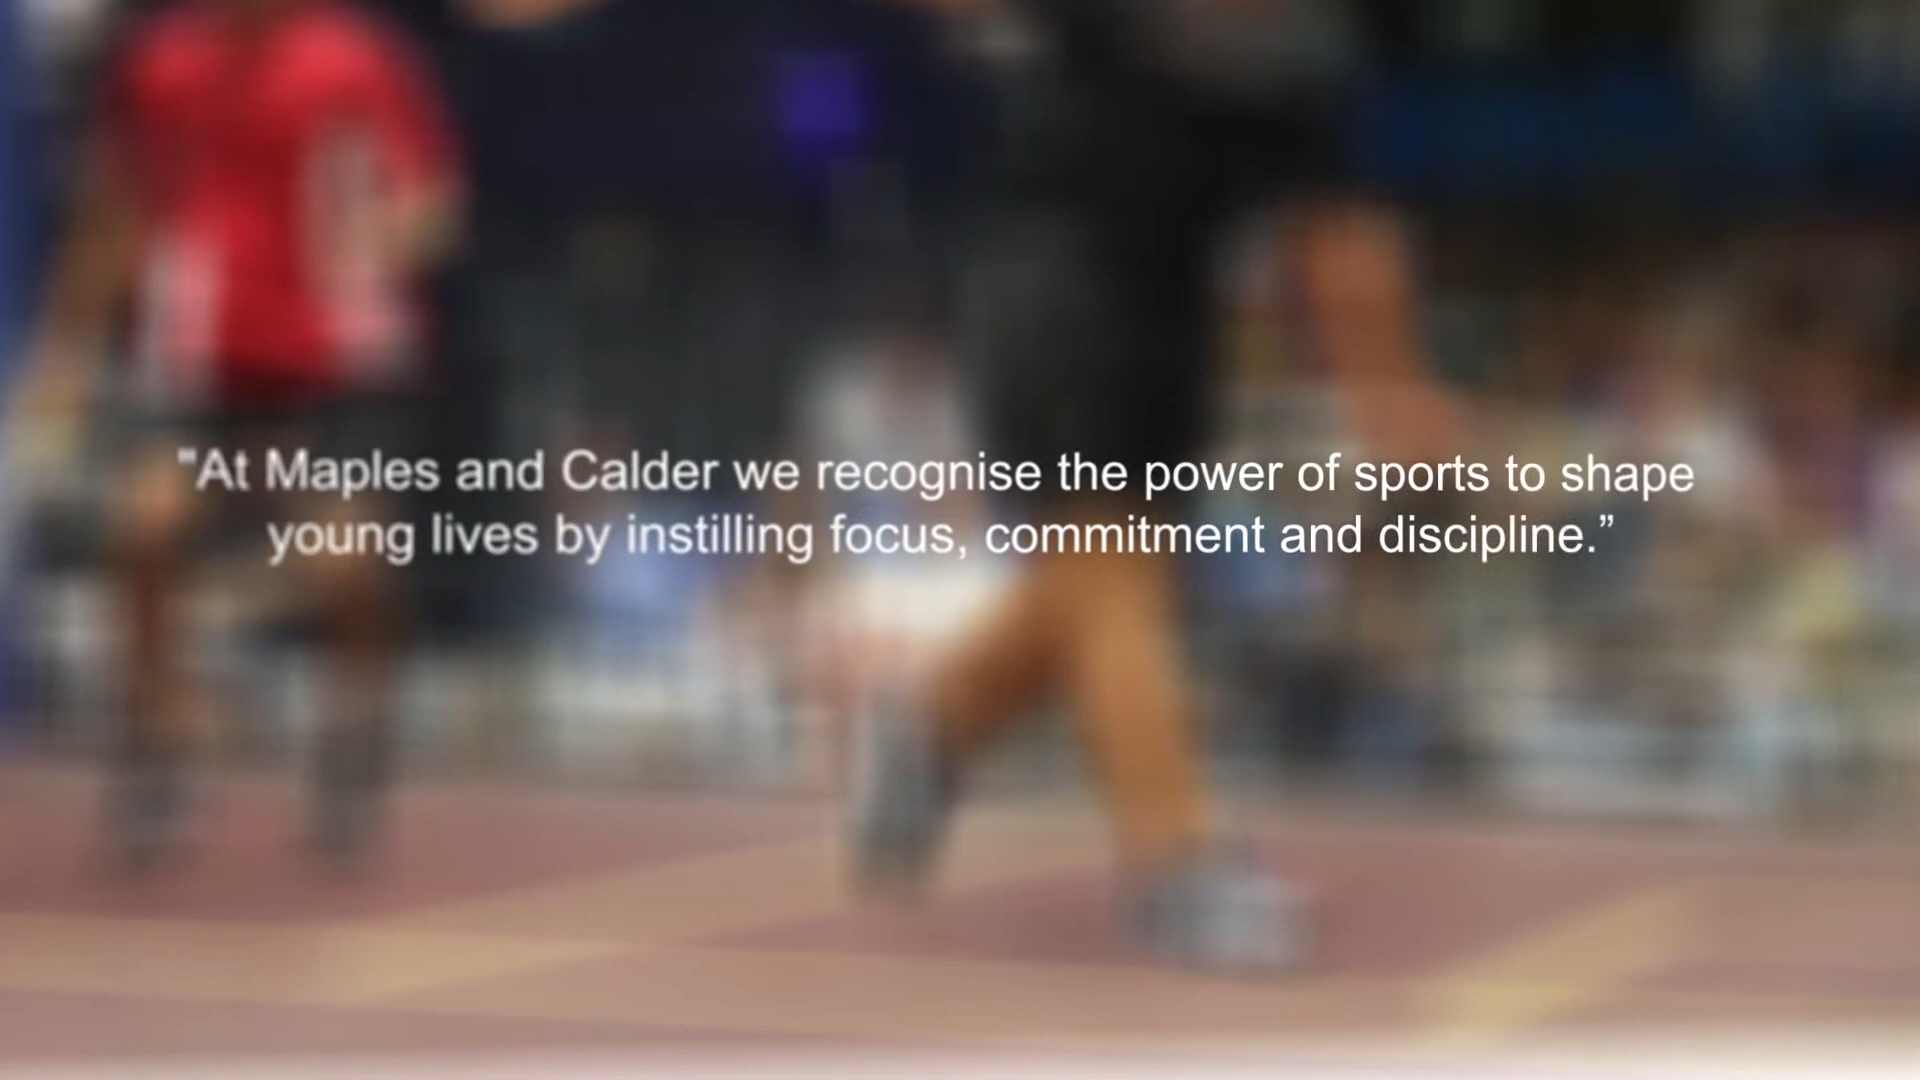 "At Maples and Calder we recognise the power of sports to shape
young lives by instilling focus, commitment and discipline.”